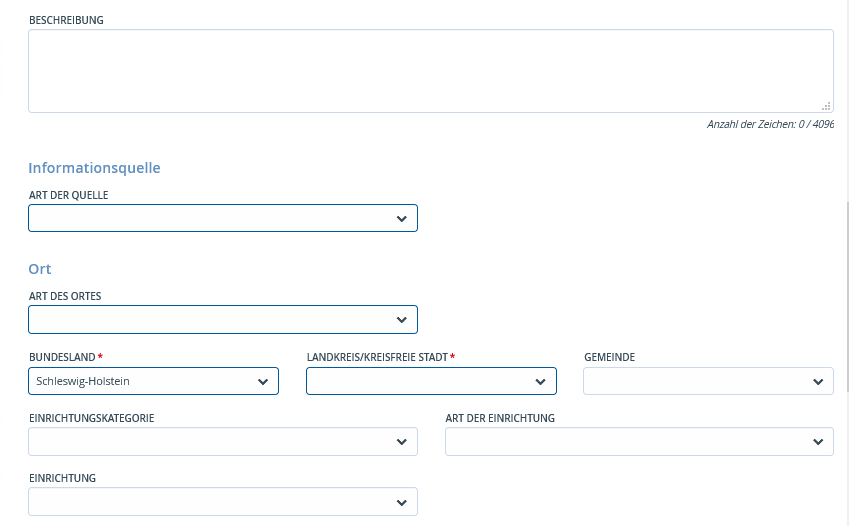 BESCHREIBUNG
Anzahl der Zeichen: 0 / 4096
Informationsquelle
ART DER QUELLE
Ort
ART DES ORTES
BUNDESLAND * LANDKREIS/KREISFREIE STADT * GEMEINDE
Schleswig-Holstein
EINRICHTUNGSKATEGORIE ART DER EINRICHTUNG
EINRICHTUNG